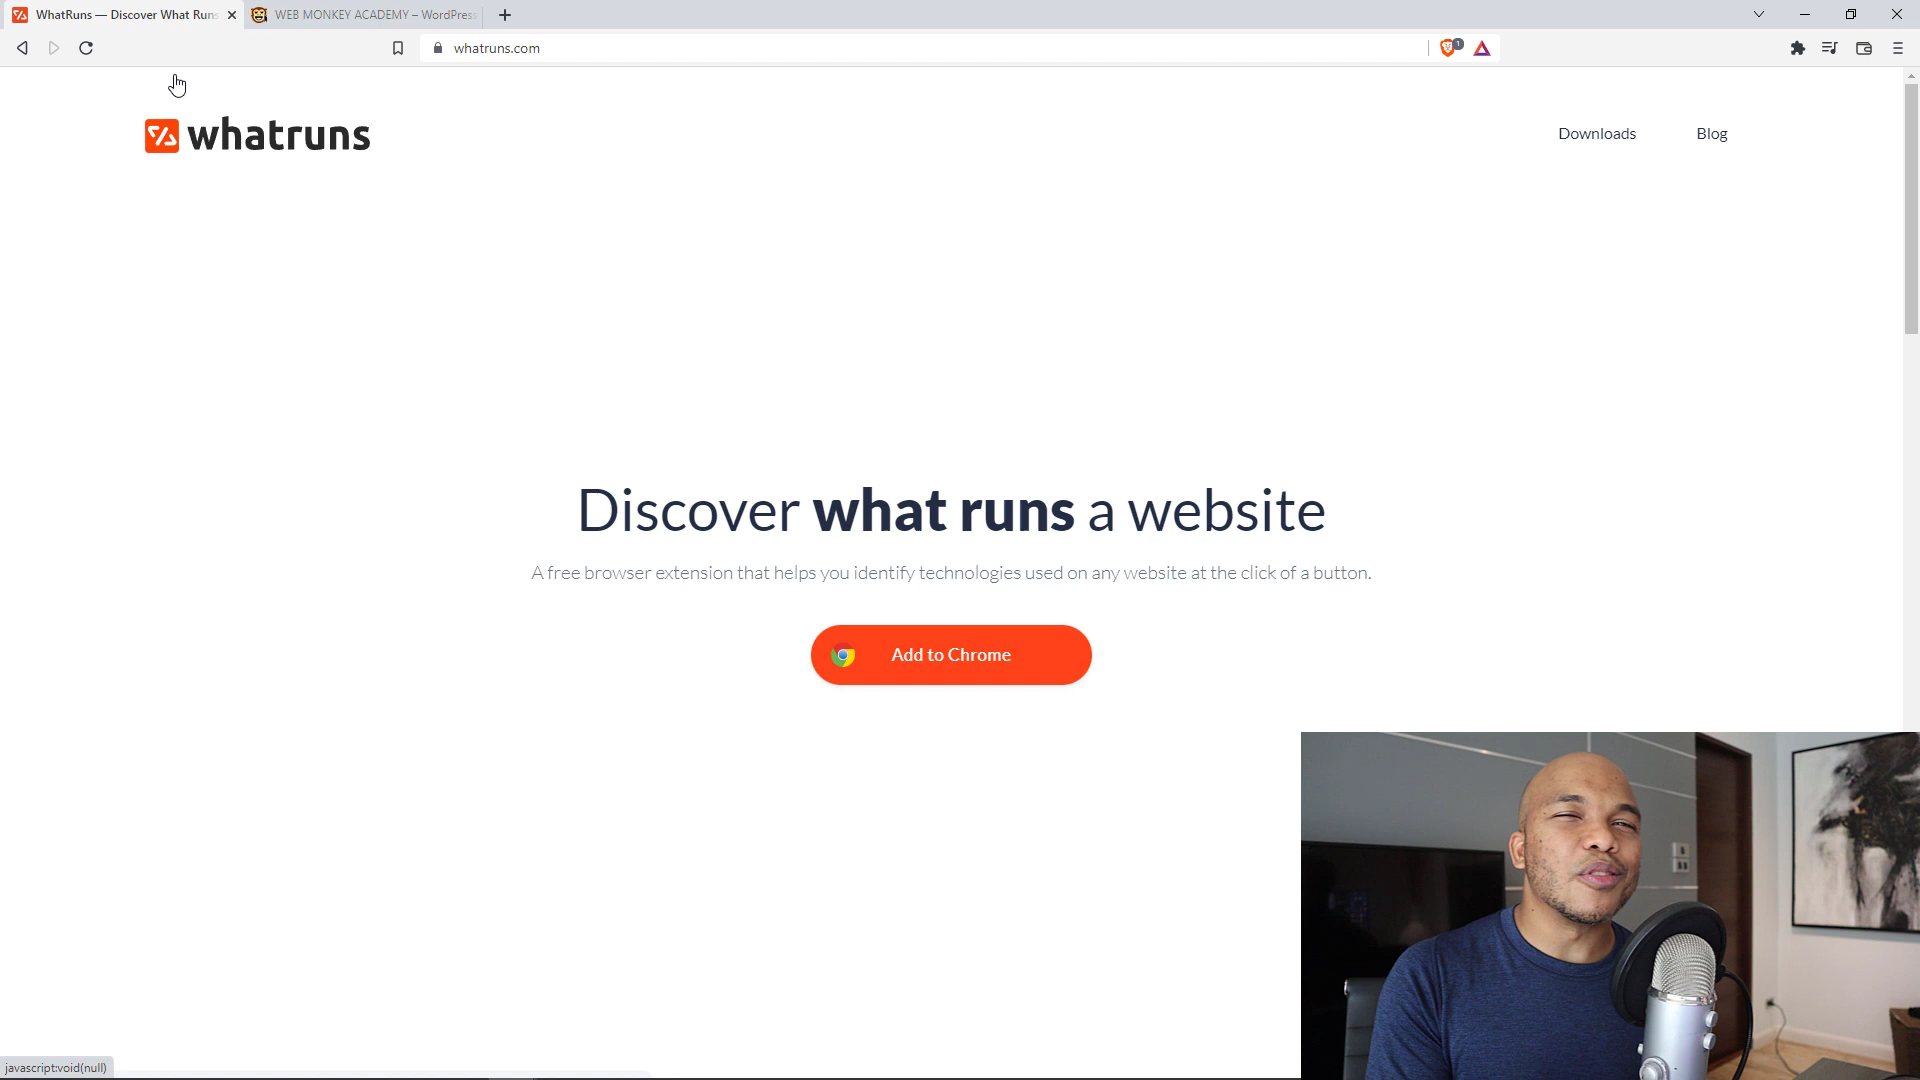 WhatRuns — Discover What Runs
WEB MONKEY ACADEMY – WordPress
whatruns.com
1
whatruns
Downloads
Blog
Discover what runs a website
A free browser extension that helps you identify technologies used on any website at the click of a button.
Add to Chrome
javascript:void(null)